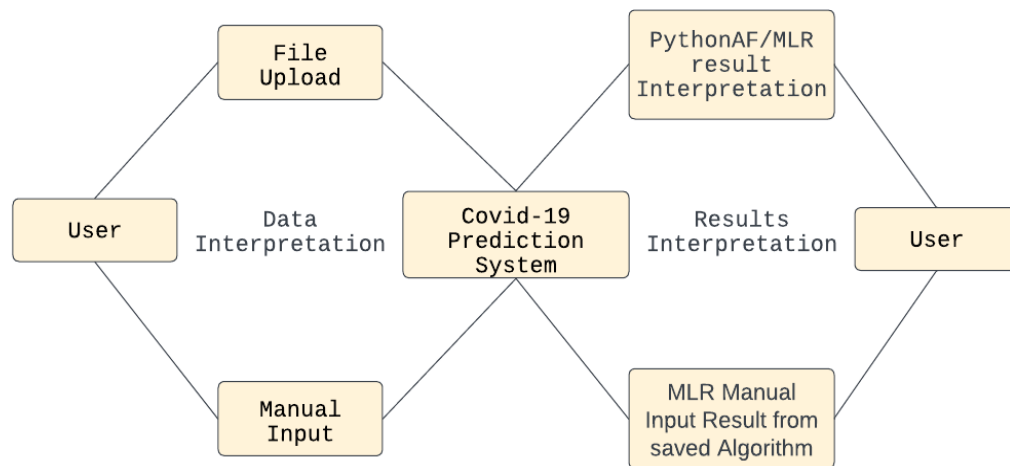 File
Upload
PythonAF/MLR
result
Interpretation
User
Data
Interpretation
Covid-19
Prediction
System
Results
Interpretation
User
Manual
Input
MLR Manual
Input Result from
saved Algorithm